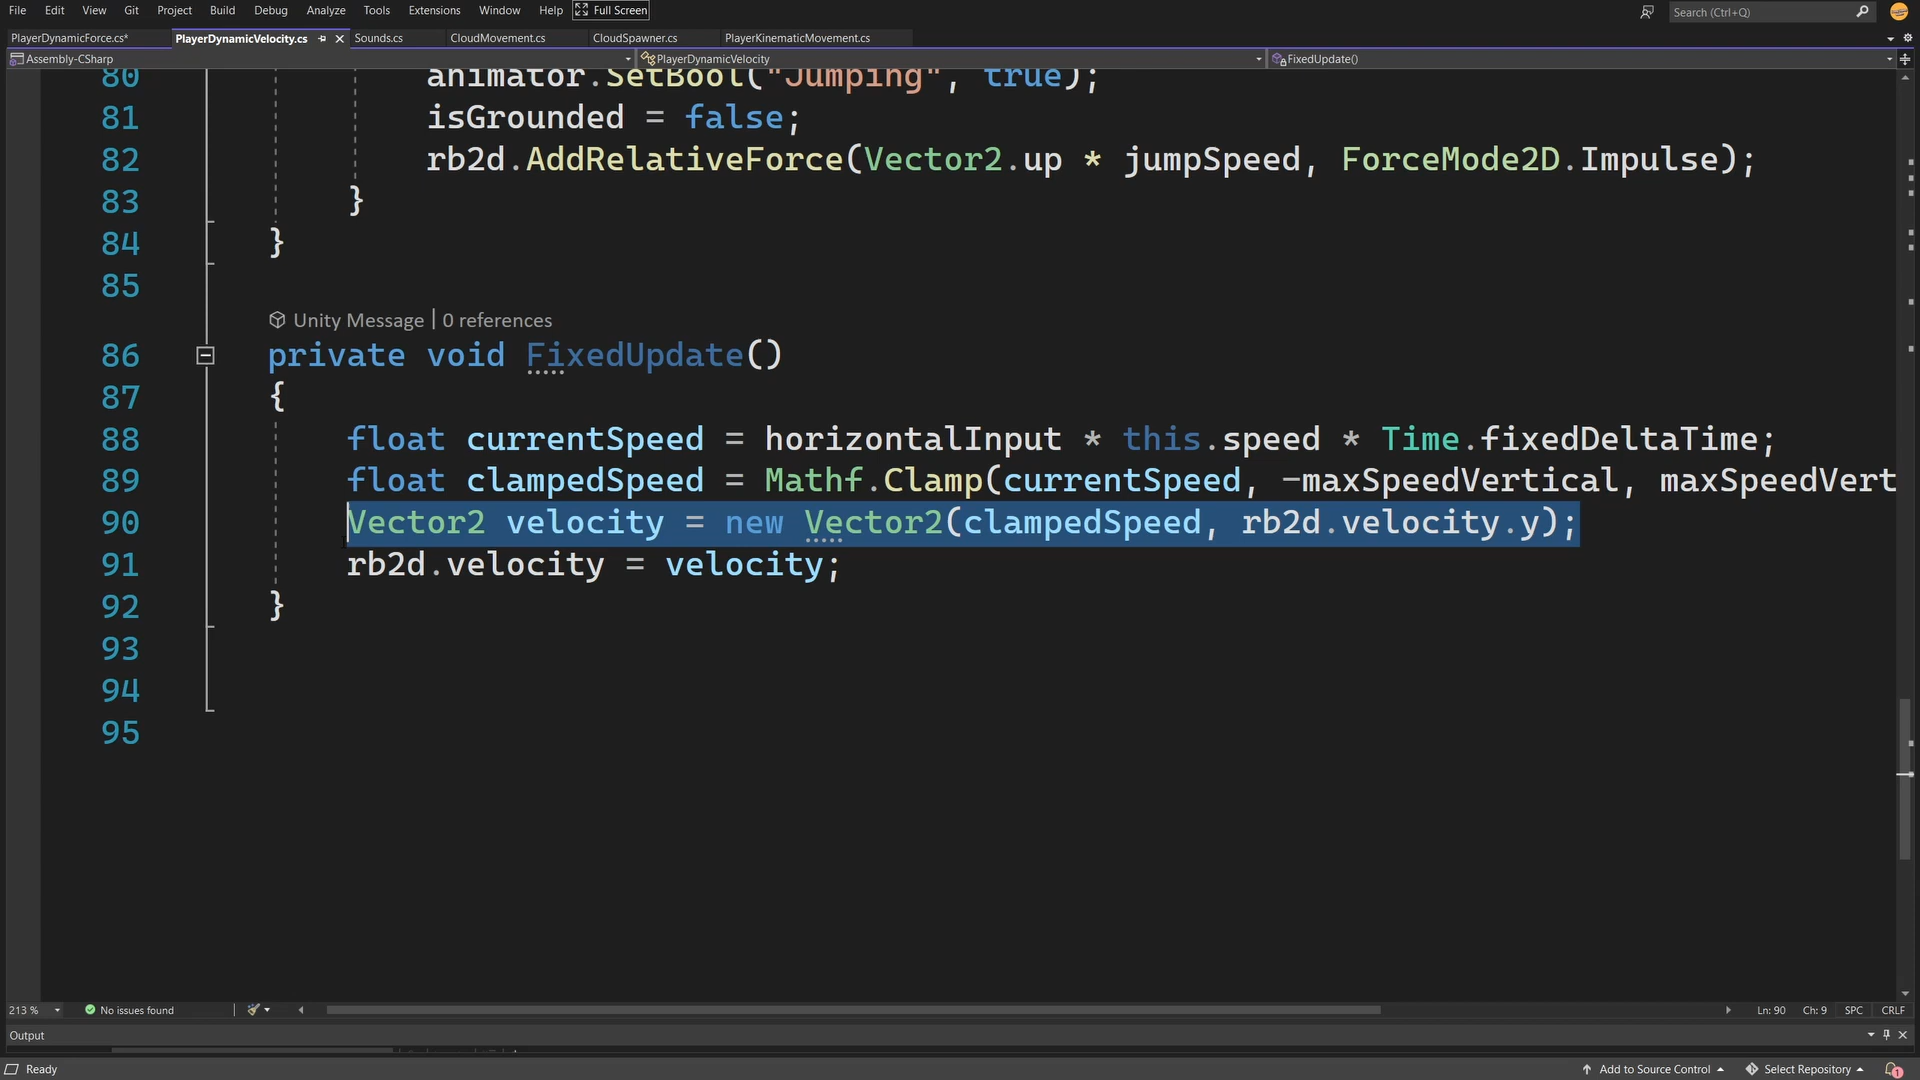 File Edit View Git Project Build Debug Analyze Tools Extensions Window Help Full Screen Search (Ctrl+Q)
PlayerDynamicForce.cs* PlayerDynamicVelocity.cs Sounds.cs CloudMovement.cs CloudSpawner.cs PlayerKinematicMovement.cs
Assembly-CSharp PlayerDynamicVelocity FixedUpdate()
80 animator.SetBool("Jumping", true);
81 isGrounded = false;
82 rb2d.AddRelativeForce(Vector2.up * jumpSpeed, ForceMode2D.Impulse);
83 }
84 }
85
Unity Message | 0 references
86 private void FixedUpdate()
87 {
88 float currentSpeed = horizontalInput * this.speed * Time.fixedDeltaTime;
89 float clampedSpeed = Mathf.Clamp(currentSpeed, -maxSpeedVertical, maxSpeedVert
90 Vector2 velocity = new Vector2(clampedSpeed, rb2d.velocity.y);
91 rb2d.velocity = velocity;
92 }
93
94
95
213 % No issues found Ln: 90 Ch: 9 SPC CRLF
Output
Ready Add to Source Control Select Repository 1